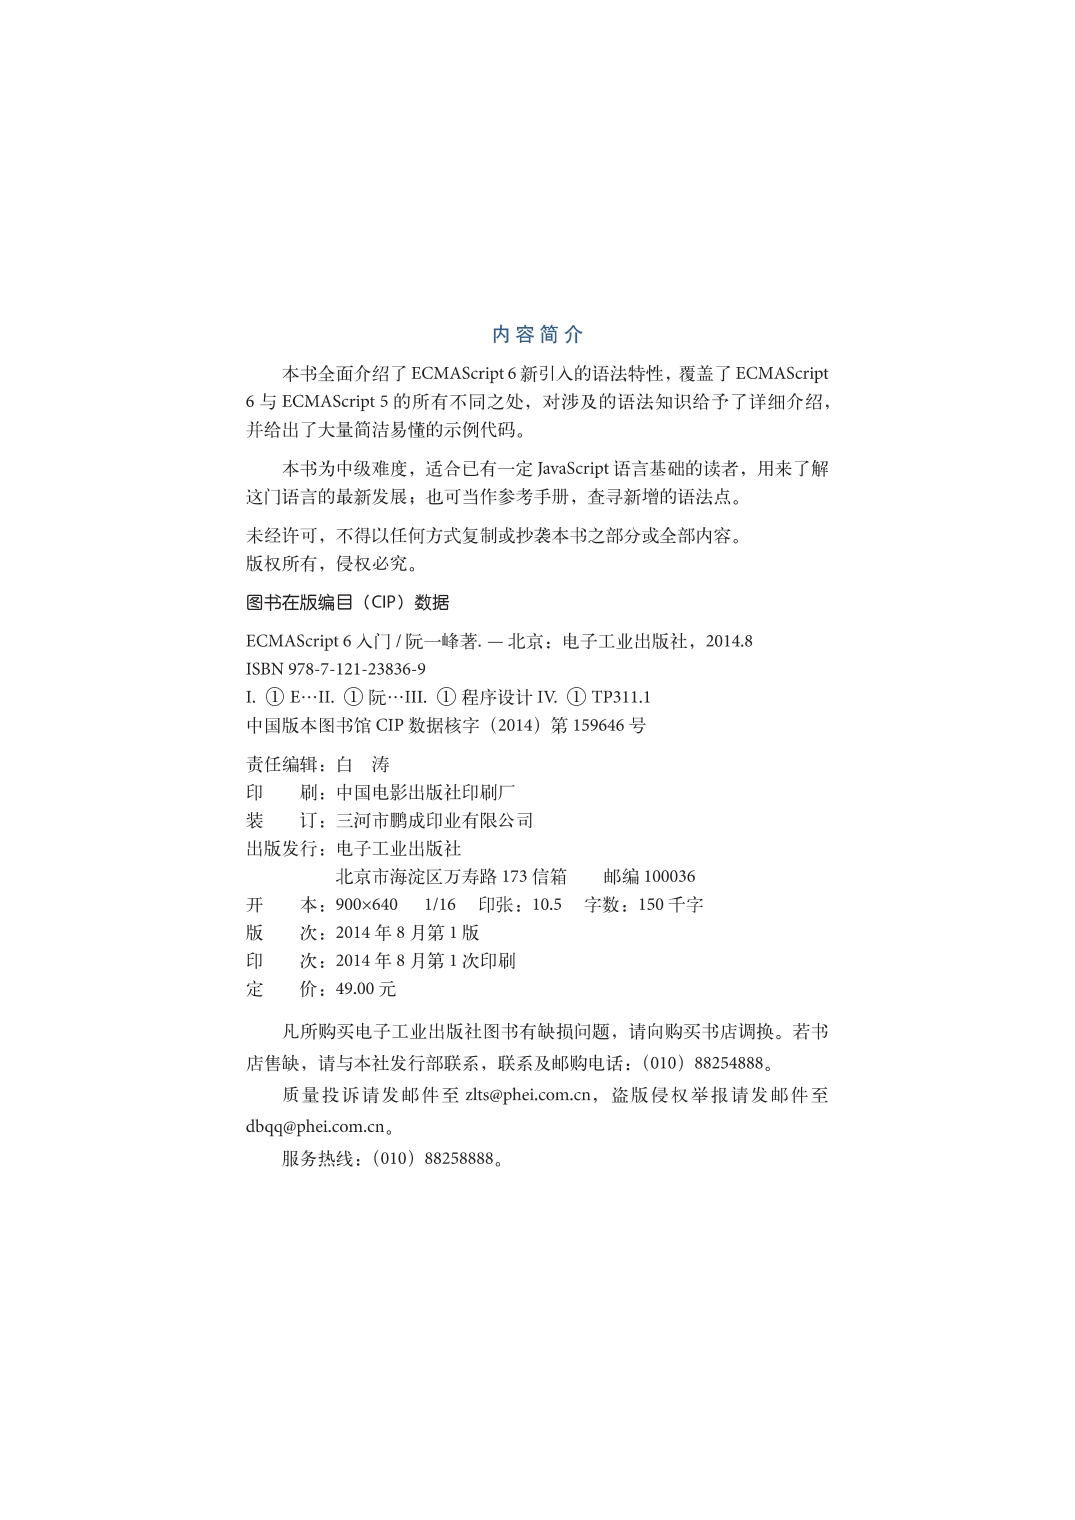 内容简介
本书全面介绍了 ECMAScript 6 新引入的语法特性，覆盖了 ECMAScript
6 与 ECMAScript 5 的所有不同之处，对涉及的语法知识给予了详细介绍，
并给出了大量简洁易懂的示例代码。
本书为中级难度，适合已有一定 JavaScript 语言基础的读者，用来了解
这门语言的最新发展；也可当作参考手册，查寻新增的语法点。
未经许可，不得以任何方式复制或抄袭本书之部分或全部内容。
版权所有，侵权必究。
图书在版编目（CIP）数据
ECMAScript 6 入门 / 阮一峰著. — 北京：电子工业出版社，2014.8
ISBN 978-7-121-23836-9
I. ① E…II. ① 阮…III. ① 程序设计 IV. ① TP311.1
中国版本图书馆 CIP 数据核字（2014）第 159646 号
责任编辑：白　涛
印　　刷：中国电影出版社印刷厂
装　　订：三河市鹏成印业有限公司
出版发行：电子工业出版社
北京市海淀区万寿路 173 信箱　　邮编 100036
开　　本：900×640　1/16　印张：10.5　字数：150 千字
版　　次：2014 年 8 月第 1 版
印　　次：2014 年 8 月第 1 次印刷
定　　价：49.00 元
凡所购买电子工业出版社图书有缺损问题，请向购买书店调换。若书
店售缺，请与本社发行部联系，联系及邮购电话：（010）88254888。
质量投诉请发邮件至 zlts@phei.com.cn，盗版侵权举报请发邮件至
dbqq@phei.com.cn。
服务热线：（010）88258888。